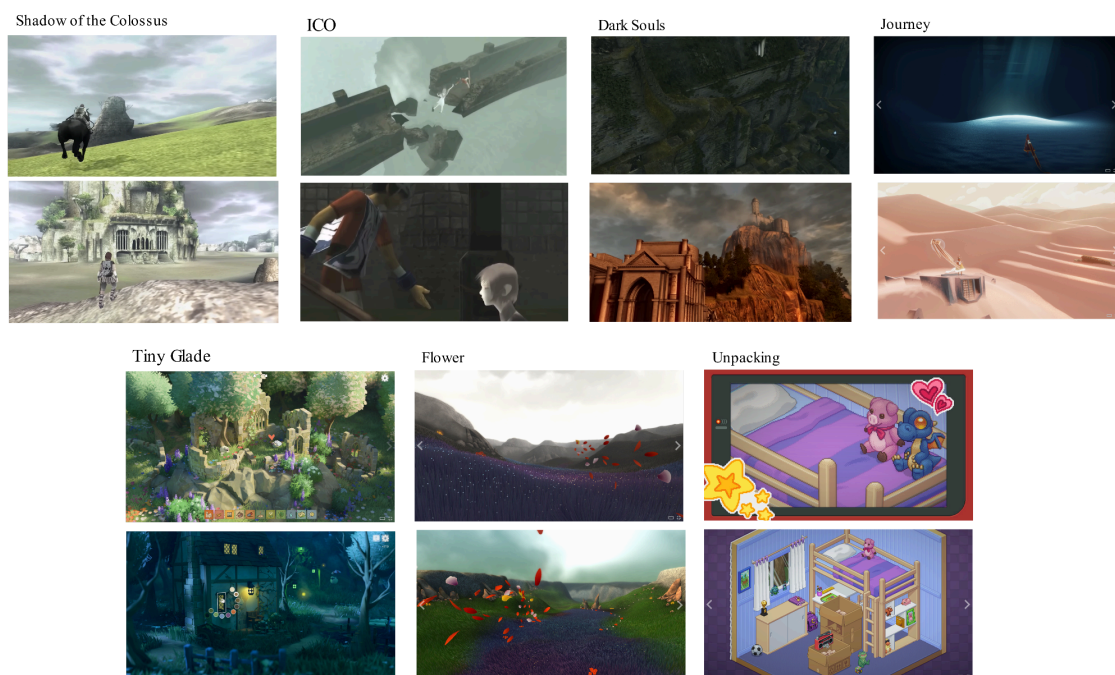 Shadow of the Colossus
ICO
Dark Souls
Journey
Tiny Glade
Flower
Unpacking